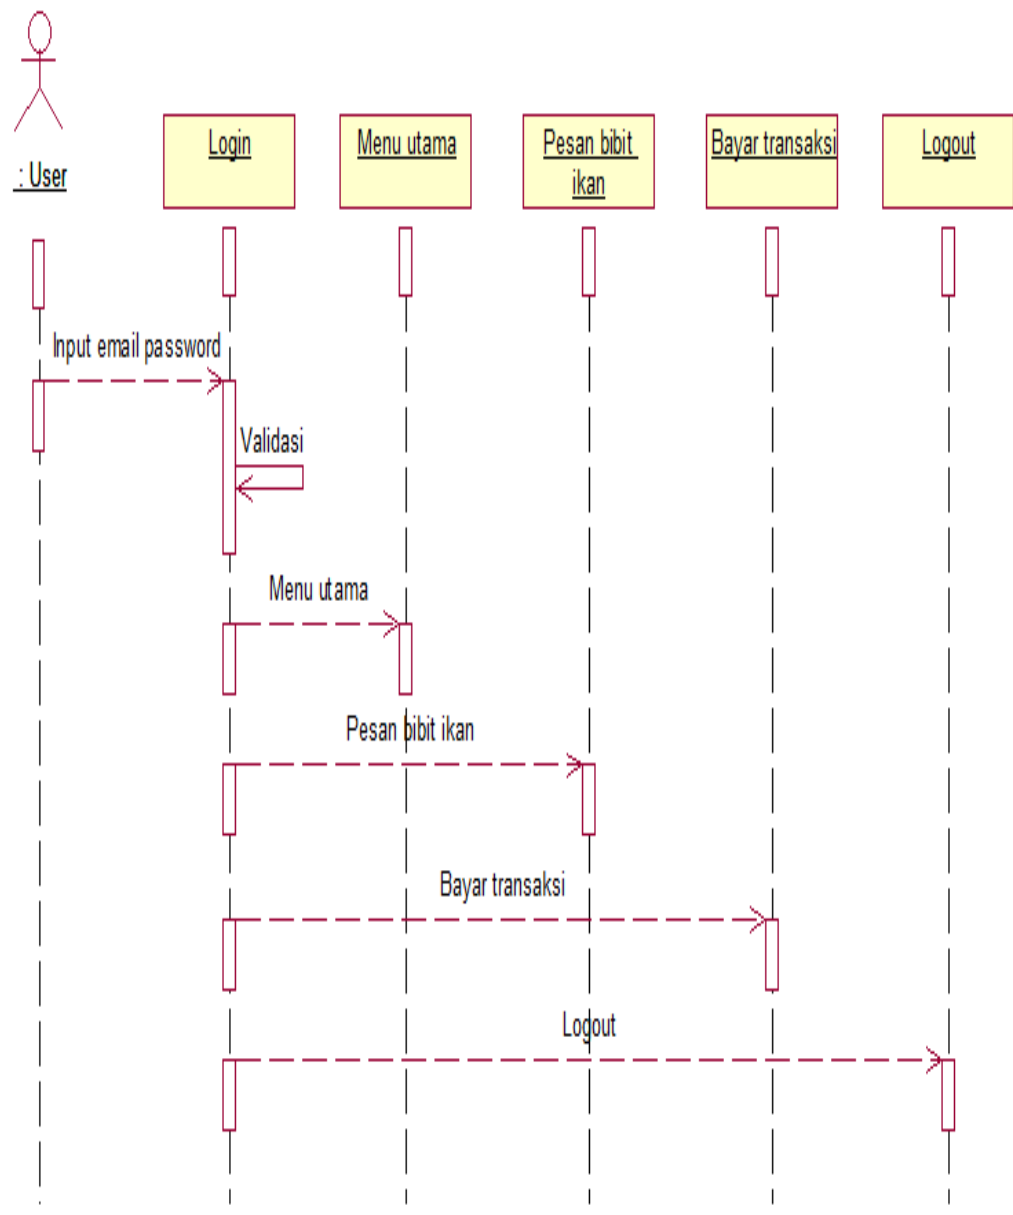 : User
Login
Menu utama
Pesan bibit
ikan
Bayar transaksi
Logout
Input email password
Validasi
Menu utama
Pesan bibit ikan
Bayar transaksi
Logout